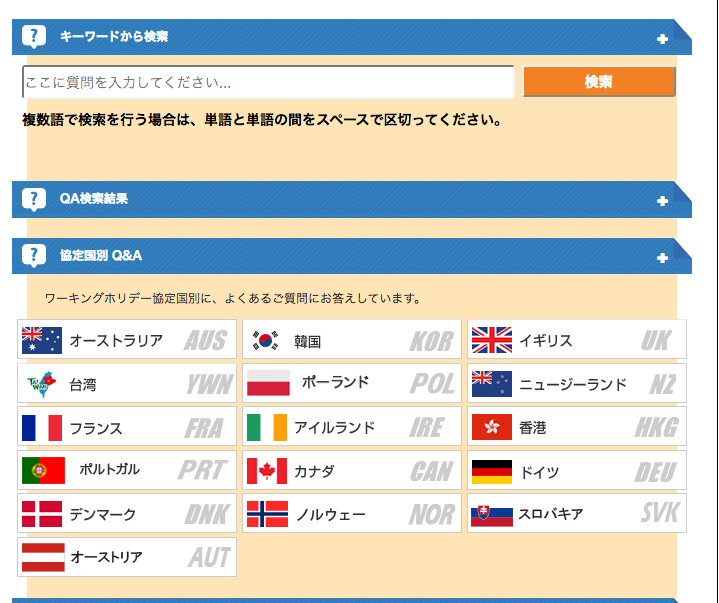 ? キーワードから検索 +
ここに質問を入力してください... 検索
複数語で検索を行う場合は、単語と単語の間をスペースで区切ってください。
? QA検索結果 +
? 協定国別 Q&A +
ワーキングホリデー協定国別に、よくあるご質問にお答えしています。
オーストラリア AUS 韓国 KOR イギリス UK
TAIWAN 台湾 YWN ポーランド POL ニュージーランド NZ
フランス FRA アイルランド IRE 香港 HKG
ポルトガル PRT カナダ CAN ドイツ DEU
デンマーク DNK ノルウェー NOR スロバキア SVK
オーストリア AUT